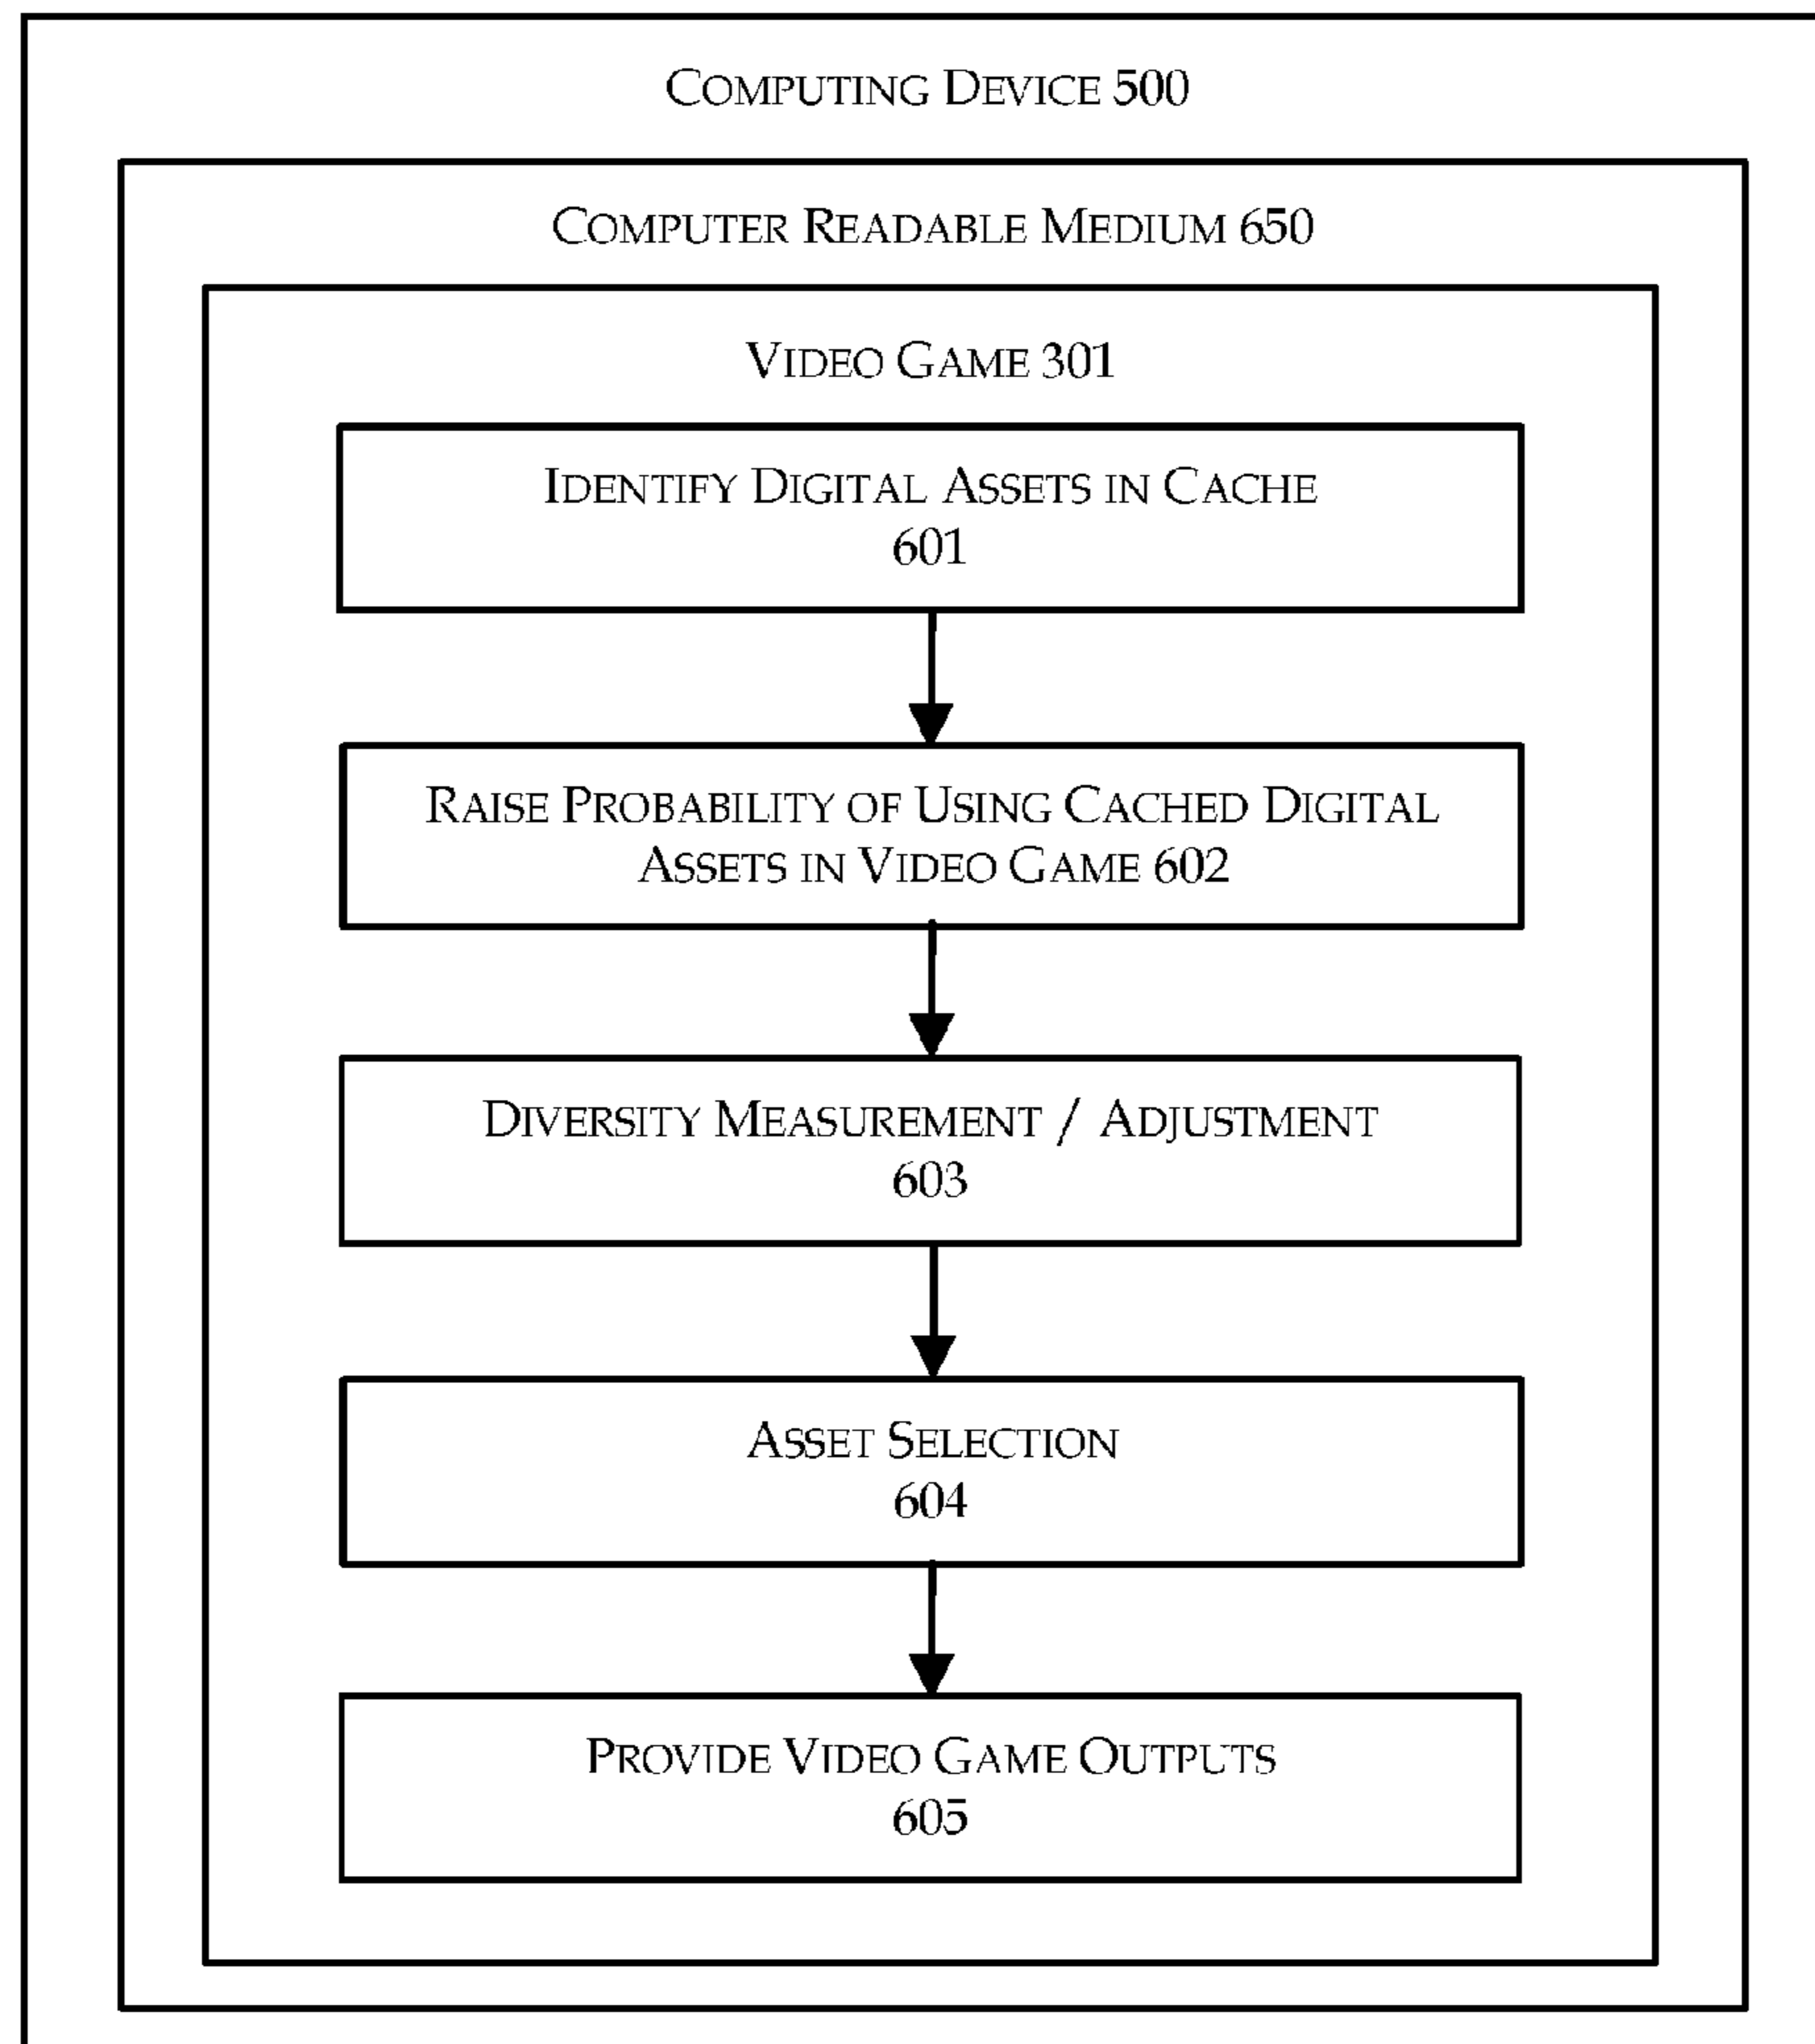 COMPUTING DEVICE 500
COMPUTER READABLE MEDIUM 650
VIDEO GAME 301
IDENTIFY DIGITAL ASSETS IN CACHE
601
RAISE PROBABILITY OF USING CACHED DIGITAL
ASSETS IN VIDEO GAME 602
DIVERSITY MEASUREMENT / ADJUSTMENT
603
ASSET SELECTION
604
PROVIDE VIDEO GAME OUTPUTS
605